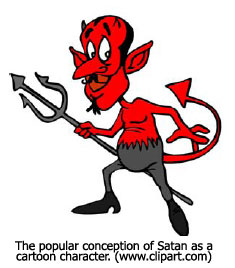 The popular conception of Satan as a
cartoon character. (www.clipart.com)